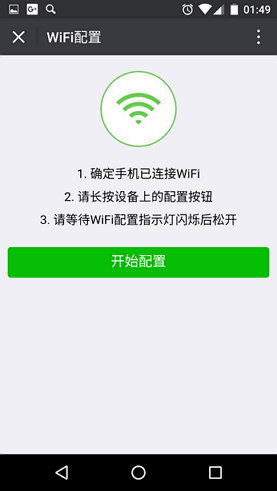 01:49
WiFi配置
1. 确定手机已连接WiFi
2. 请长按设备上的配置按钮
3. 请等待WiFi配置指示灯闪烁后松开
开始配置